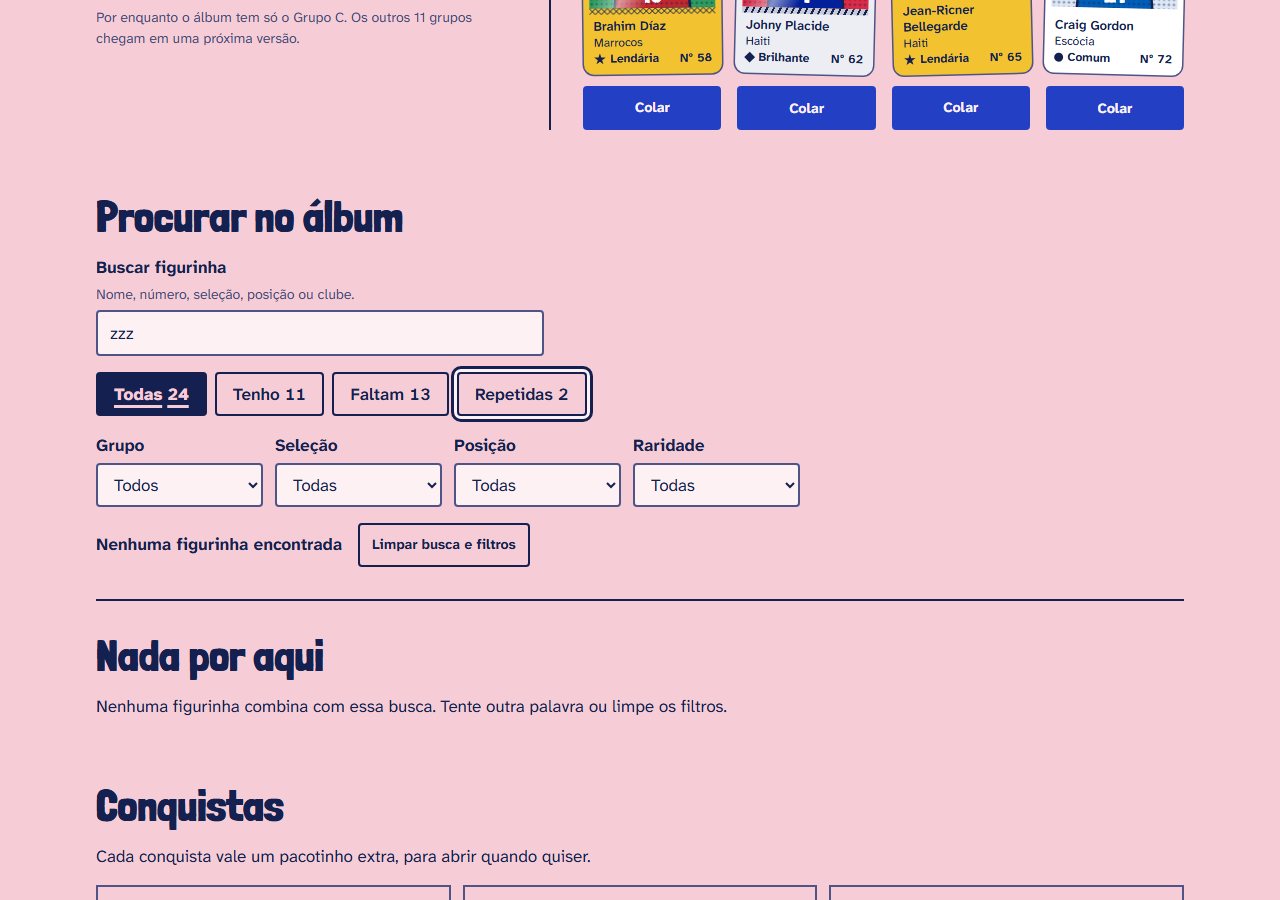 Por enquanto o álbum tem só o Grupo C. Os outros 11 grupos
chegam em uma próxima versão.
Brahim Díaz
Marrocos
★ Lendária Nº 58
Johny Placide
Haiti
◆ Brilhante Nº 62
Jean-Ricner
Bellegarde
Haiti
★ Lendária Nº 65
Craig Gordon
Escócia
● Comum Nº 72
Colar
Colar
Colar
Colar
Procurar no álbum
Buscar figurinha
Nome, número, seleção, posição ou clube.
zzz
Todas 24
Tenho 11
Faltam 13
Repetidas 2
Grupo
Seleção
Posição
Raridade
Todos
Todas
Todas
Todas
Nenhuma figurinha encontrada
Limpar busca e filtros
Nada por aqui
Nenhuma figurinha combina com essa busca. Tente outra palavra ou limpe os filtros.
Conquistas
Cada conquista vale um pacotinho extra, para abrir quando quiser.